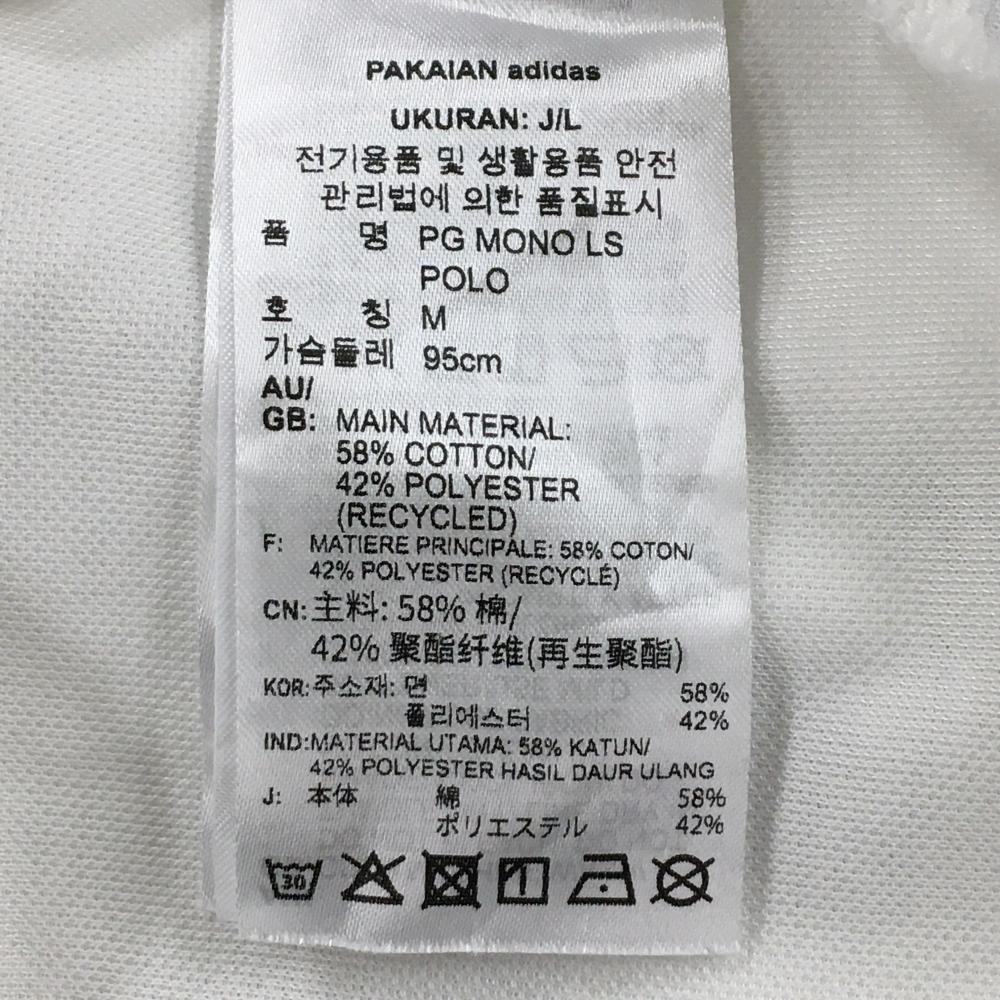 PAKAIAN adidas
UKURAN: J/L
전기용품 및 생활용품 안전
관리법에 의한 품질표시
품 명 PG MONO LS
POLO
호 칭 M
가슴둘레 95cm
AU/
GB: MAIN MATERIAL:
58% COTTON/
42% POLYESTER
(RECYCLED)
F: MATIERE PRINCIPALE: 58% COTON/
42% POLYESTER (RECYCLÉ)
CN: 主料: 58% 棉/
42% 聚酯纤维(再生聚酯)
KOR: 주소재: 면 58%
폴리에스터 42%
IND: MATERIAL UTAMA: 58% KATUN/
42% POLYESTER HASIL DAUR ULANG
J: 本体 綿 58%
ポリエステル 42%
30